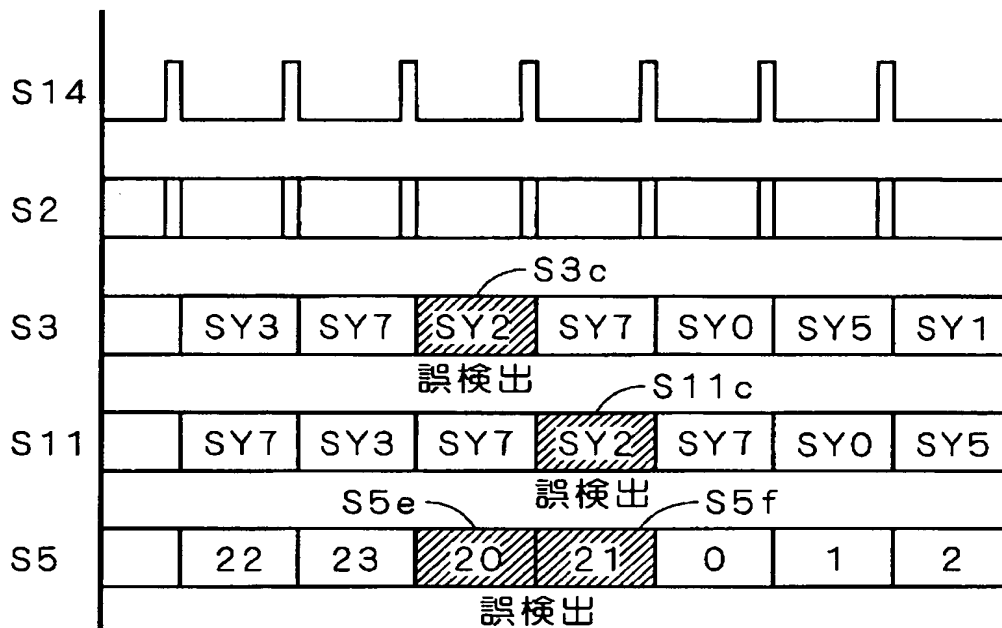 S14
S2
S3c
S3 SY3 SY7 SY2 SY7 SY0 SY5 SY1
誤検出
S11c
S11 SY7 SY3 SY7 SY2 SY7 SY0 SY5
誤検出
S5e S5f
S5 22 23 20 21 0 1 2
誤検出